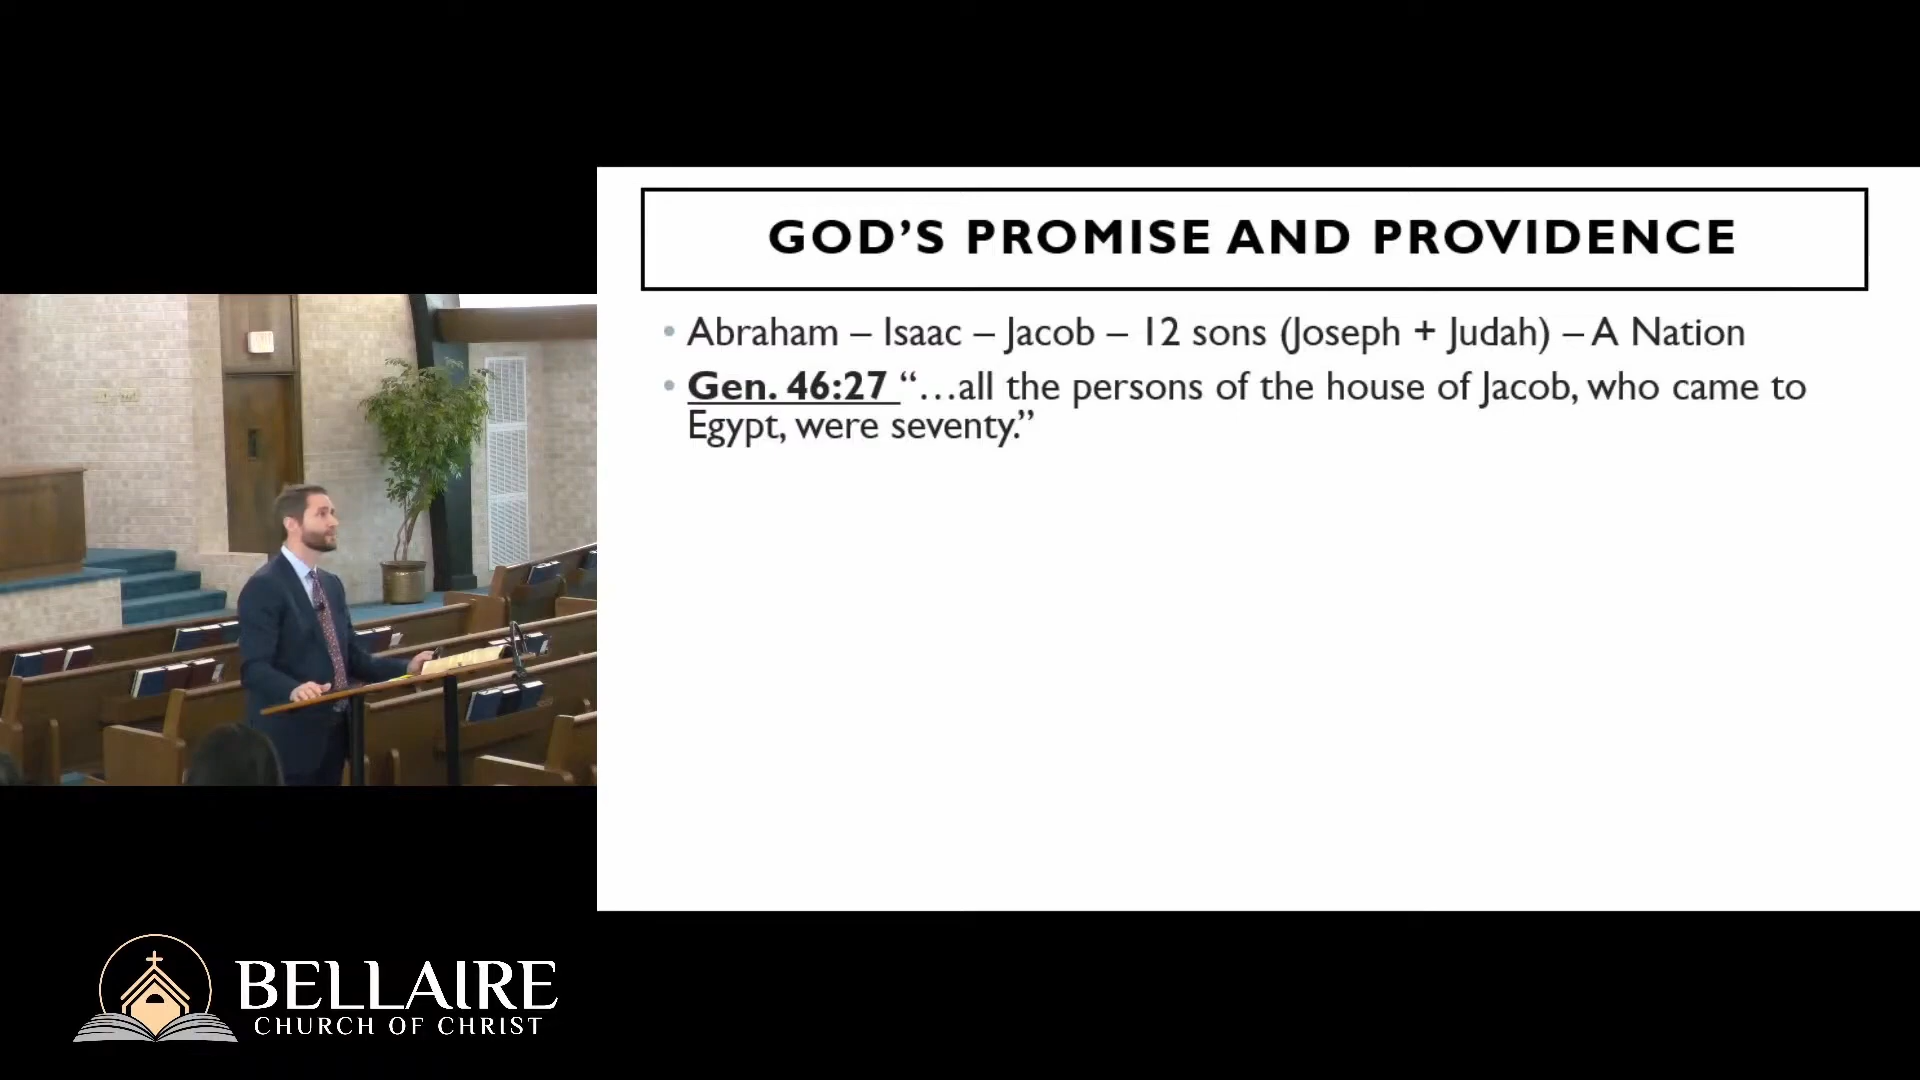 GOD’S PROMISE AND PROVIDENCE
• Abraham – Isaac – Jacob – 12 sons (Joseph + Judah) – A Nation
• Gen. 46:27 “…all the persons of the house of Jacob, who came to
Egypt, were seventy.”
BELLAIRE
CHURCH OF CHRIST